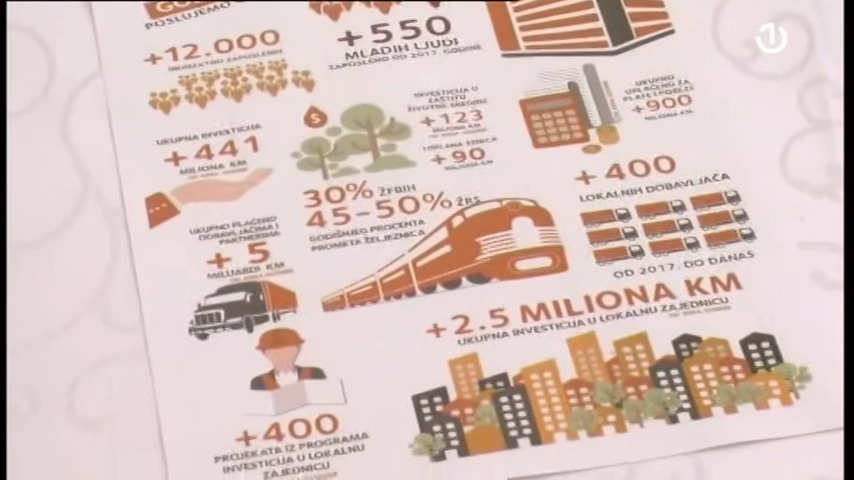 POSLUJEMO
+12.000
INDIREKTNO ZAPOSLENIH
+550
MLADIH LJUDI
ZAPOSLENO OD 2017. GODINE
UKUPNA INVESTICIJA
+441
MILIONA KM
INVESTICIJA U
ZAŠTITU
ŽIVOTNE SREDINE
+123
MILIONA KM
+90
MILIONA KM
UKUPNO
UPLAĆENO ZA
PLATE I POREZE
+900
MILIONA KM
$
30% ŽFBIH
45-50% ŽRS
GODIŠNJEG PROCENTA
PROMETA ŽELJEZNICA
+400
LOKALNIH DOBAVLJAČA
OD 2017. DO DANAS
UKUPNO PLAĆENO
DOBAVLJAČIMA I
PARTNERIMA
+5
MILIJARDI KM
+2.5 MILIONA KM
UKUPNA INVESTICIJA U LOKALNU ZAJEDNICU
+400
PROJEKATA IZ PROGRAMA
INVESTICIJA U LOKALNU
ZAJEDNICU
1